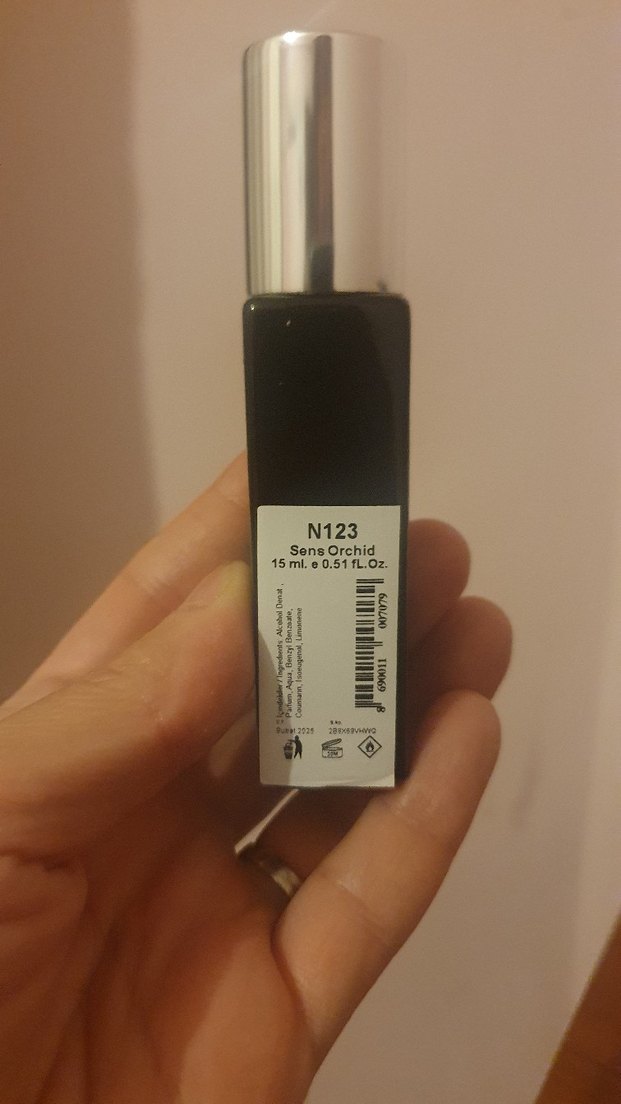 N123
Sens Orchid
15 ml. e 0.51 fL.Oz.
Ingredients: Alcohol Denat.,
Parfum, Aqua, Benzyl Benzoate,
Coumarin, Isoeugenol, Limonene
8 690011 007079
2025